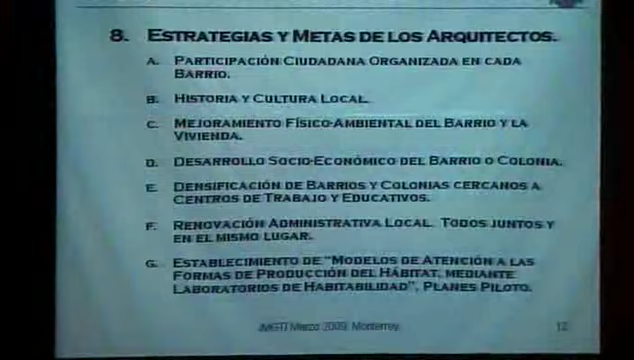 8. ESTRATEGIAS Y METAS DE LOS ARQUITECTOS.
A. PARTICIPACIÓN CIUDADANA ORGANIZADA EN CADA
BARRIO.
B. HISTORIA Y CULTURA LOCAL.
C. MEJORAMIENTO FÍSICO-AMBIENTAL DEL BARRIO Y LA
VIVIENDA.
D. DESARROLLO SOCIO-ECONÓMICO DEL BARRIO O COLONIA.
E. DENSIFICACIÓN DE BARRIOS Y COLONIAS CERCANOS A
CENTROS DE TRABAJO Y EDUCATIVOS.
F. RENOVACIÓN ADMINISTRATIVA LOCAL. TODOS JUNTOS Y
EN EL MISMO LUGAR.
G. ESTABLECIMIENTO DE "MODELOS DE ATENCIÓN A LAS
FORMAS DE PRODUCCIÓN DEL HÁBITAT, MEDIANTE
LABORATORIOS DE HABITABILIDAD", PLANES PILOTO.
Marzo 2009. Monterrey.